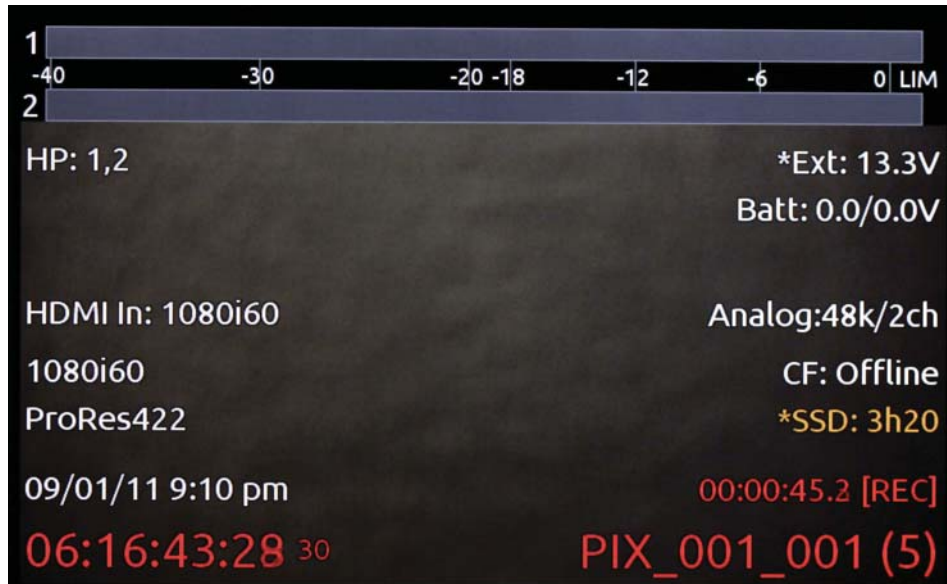 1
-40 -30 -20 -18 -12 -6 0 LIM
2
HP: 1,2 *Ext: 13.3V
Batt: 0.0/0.0V
HDMI In: 1080i60 Analog:48k/2ch
1080i60 CF: Offline
ProRes422 *SSD: 3h20
09/01/11 9:10 pm 00:00:45.2 [REC]
06:16:43:28 30 PIX_001_001 (5)